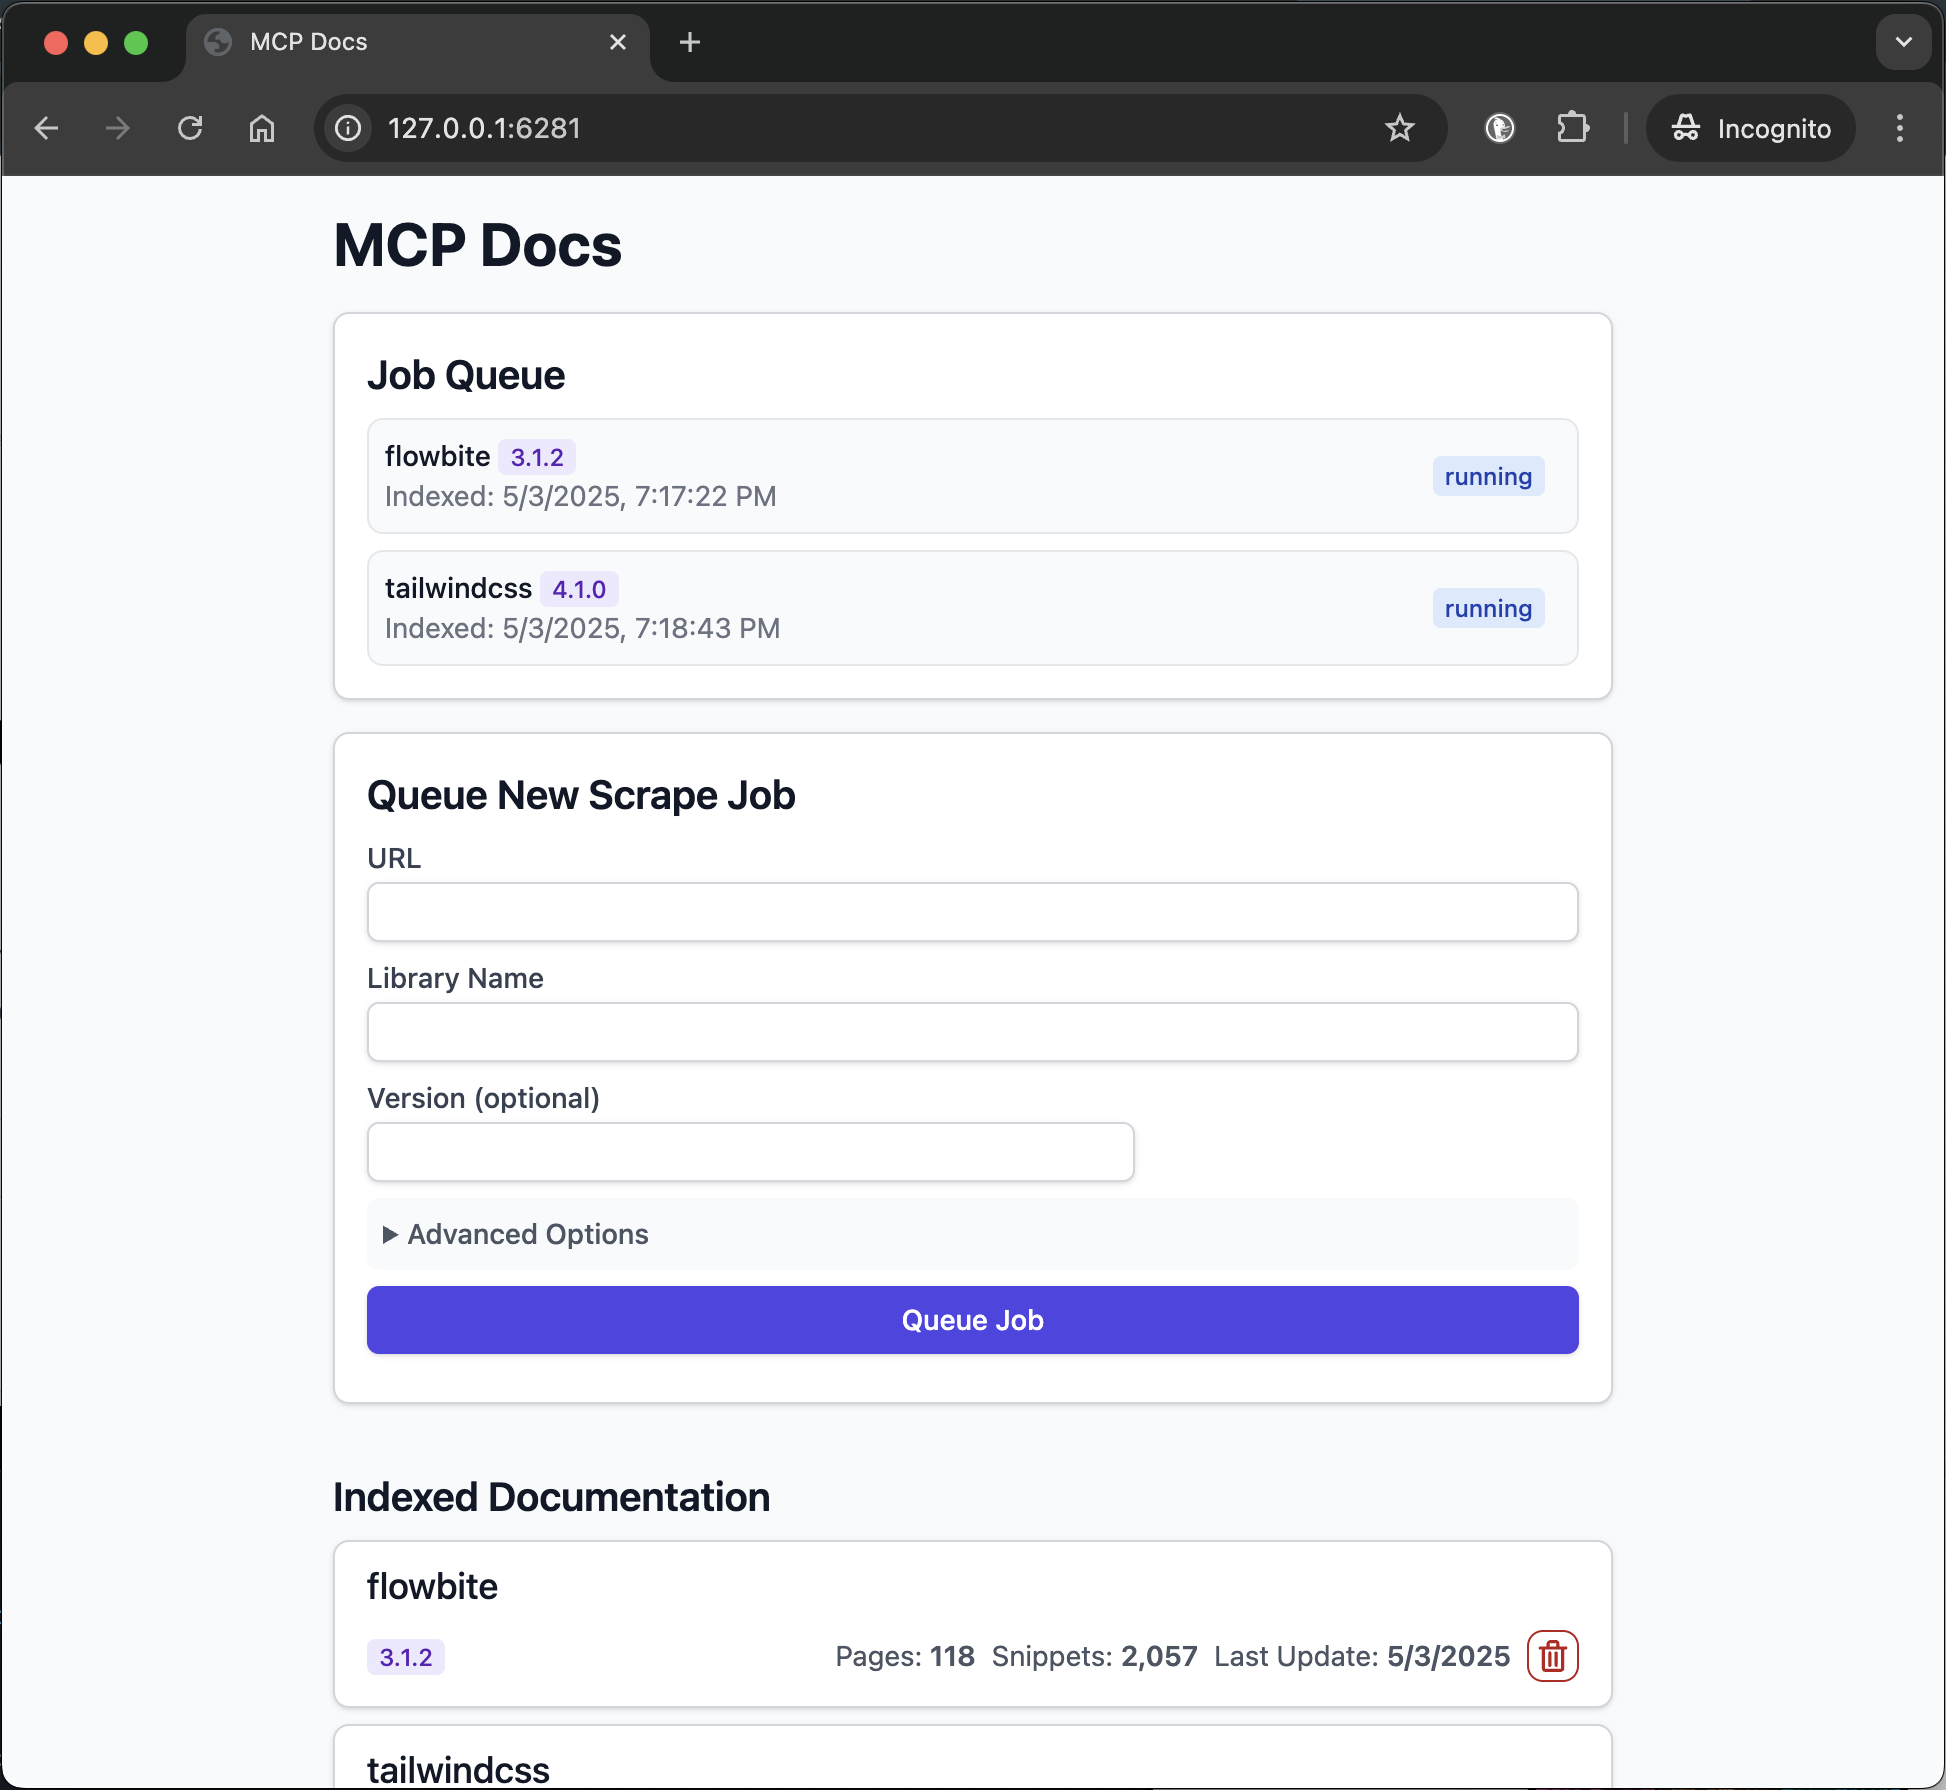 MCP Docs
127.0.0.1:6281
Incognito
MCP Docs
Job Queue
flowbite 3.1.2
Indexed: 5/3/2025, 7:17:22 PM
running
tailwindcss 4.1.0
Indexed: 5/3/2025, 7:18:43 PM
running
Queue New Scrape Job
URL
Library Name
Version (optional)
Advanced Options
Queue Job
Indexed Documentation
flowbite
3.1.2 Pages: 118 Snippets: 2,057 Last Update: 5/3/2025
tailwindcss